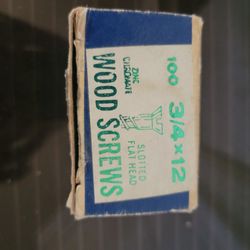 100 3/4 x 12
SLOTTED
FLAT HEAD
ZINC
CHROMATE
WOOD SCREWS